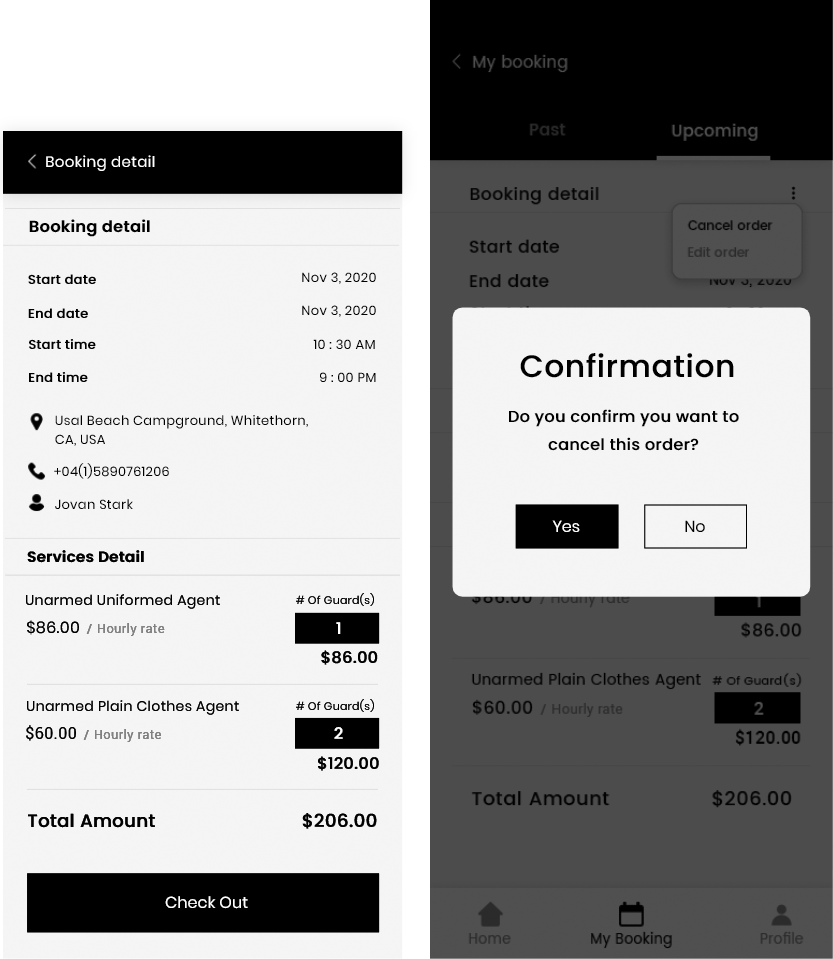 Booking detail
Booking detail
Start date Nov 3, 2020
End date Nov 3, 2020
Start time 10 : 30 AM
End time 9 : 00 PM
Usal Beach Campground, Whitethorn,
CA, USA
+04(1)5890761206
Jovan Stark
Services Detail
Unarmed Uniformed Agent # Of Guard(s)
$86.00 / Hourly rate 1
$86.00
Unarmed Plain Clothes Agent # Of Guard(s)
$60.00 / Hourly rate 2
$120.00
Total Amount $206.00
Check Out
My booking
Past Upcoming
Booking detail
Cancel order
Start date
Edit order
End date Nov 3, 2020
Confirmation
Do you confirm you want to
cancel this order?
Yes No
$86.00 / Hourly rate 1
$86.00
Unarmed Plain Clothes Agent # Of Guard(s)
$60.00 / Hourly rate 2
$120.00
Total Amount $206.00
Home My Booking Profile